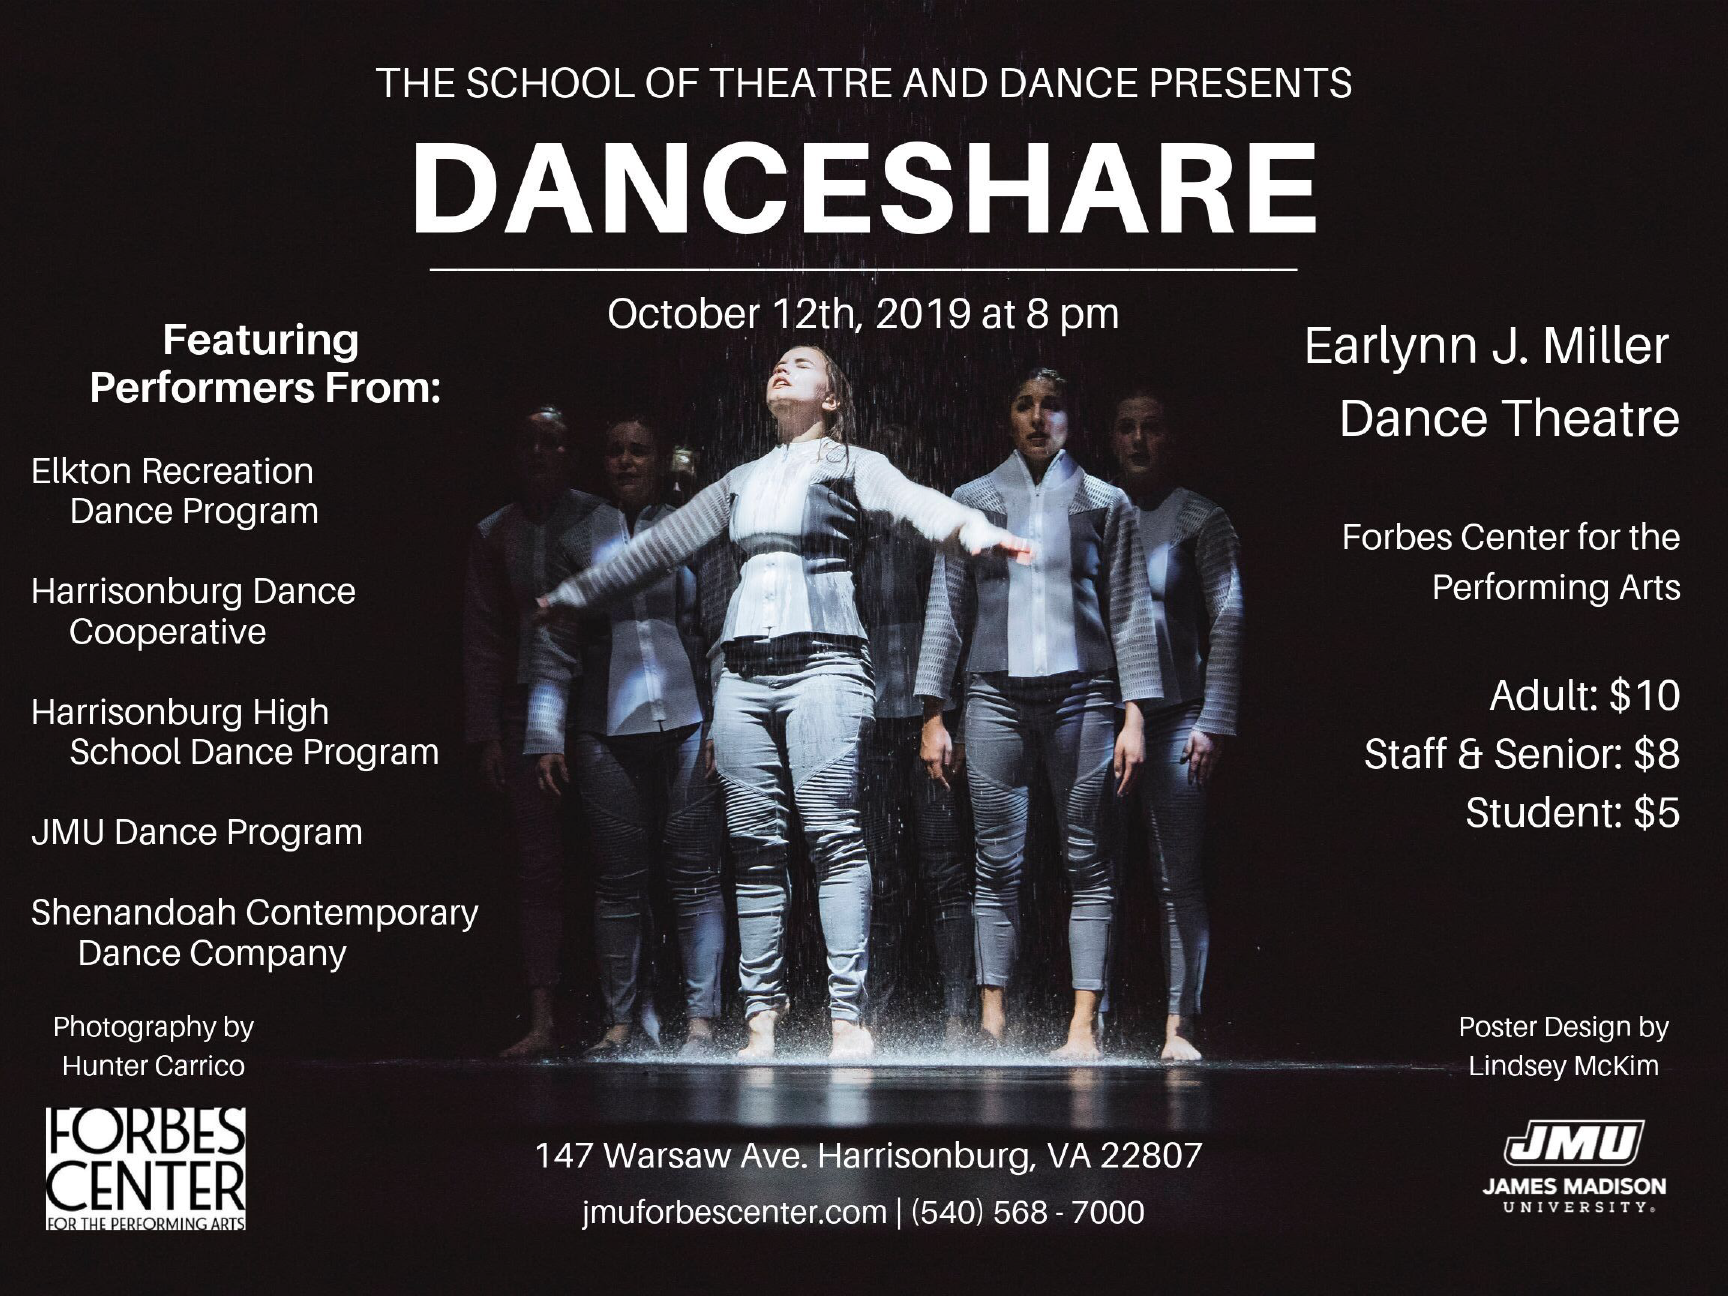 THE SCHOOL OF THEATRE AND DANCE PRESENTS
DANCESHARE
October 12th, 2019 at 8 pm
Featuring
Performers From:
Elkton Recreation
Dance Program
Harrisonburg Dance
Cooperative
Harrisonburg High
School Dance Program
JMU Dance Program
Shenandoah Contemporary
Dance Company
Photography by
Hunter Carrico
FORBES
CENTER
FOR THE PERFORMING ARTS
Earlynn J. Miller
Dance Theatre
Forbes Center for the
Performing Arts
Adult: $10
Staff & Senior: $8
Student: $5
Poster Design by
Lindsey McKim
JMU
JAMES MADISON
UNIVERSITY®
147 Warsaw Ave. Harrisonburg, VA 22807
jmuforbescenter.com | (540) 568 - 7000